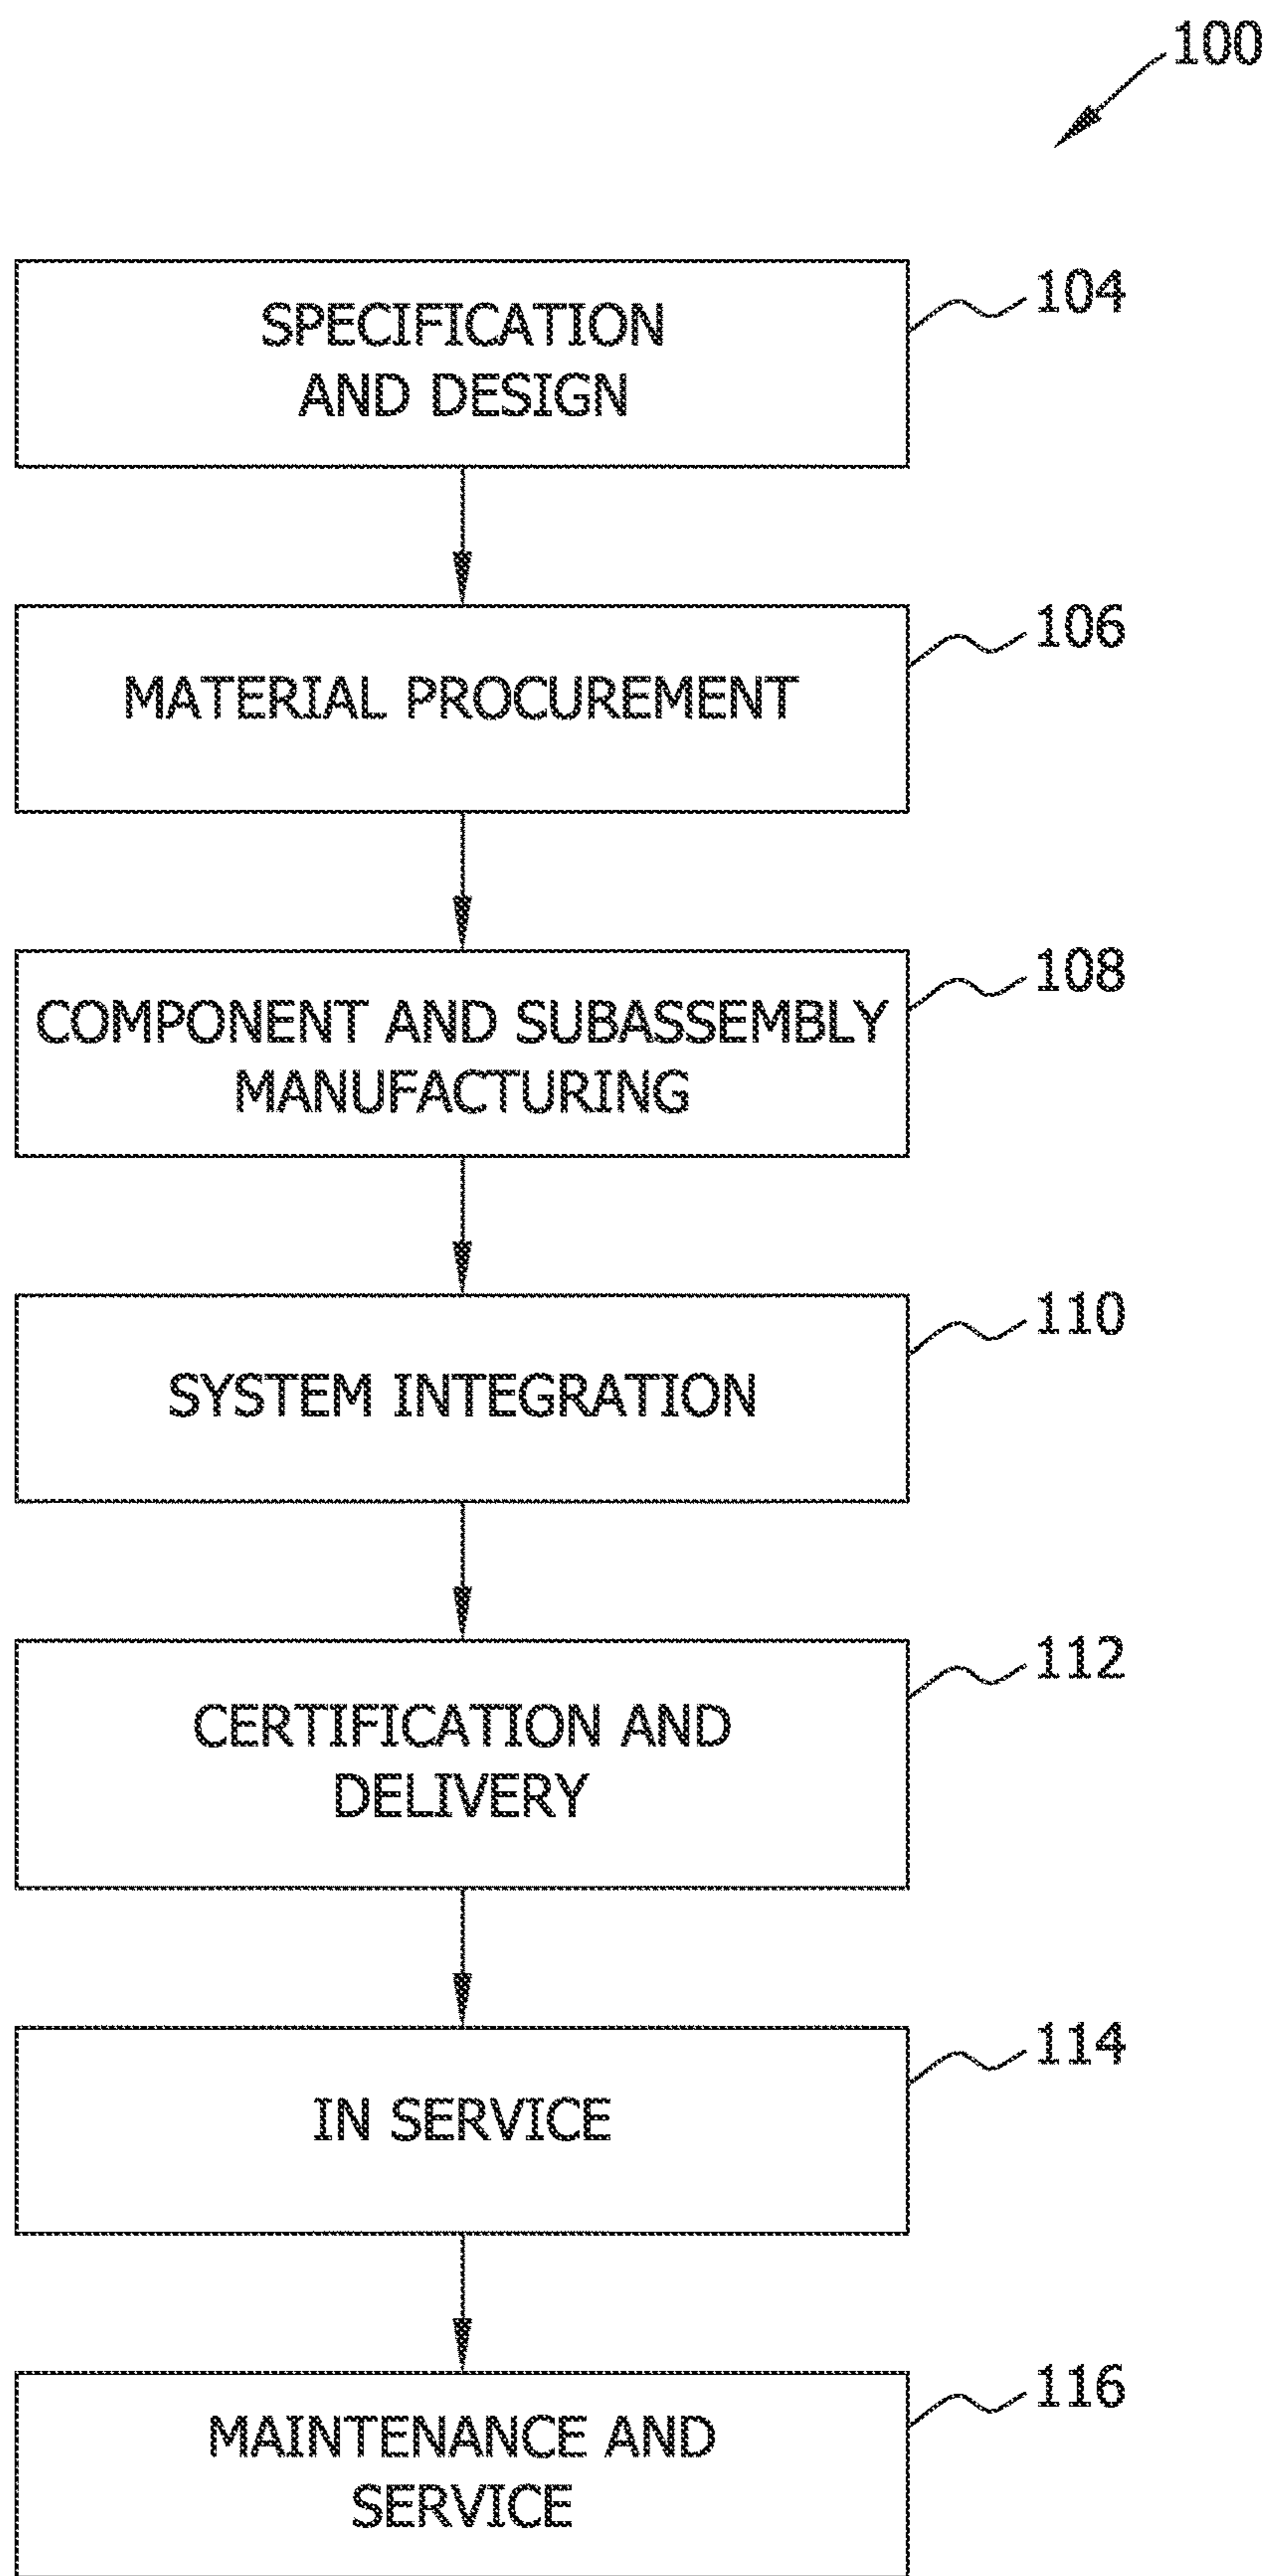 100
SPECIFICATION
AND DESIGN
104
MATERIAL PROCUREMENT
106
COMPONENT AND SUBASSEMBLY
MANUFACTURING
108
SYSTEM INTEGRATION
110
CERTIFICATION AND
DELIVERY
112
IN SERVICE
114
MAINTENANCE AND
SERVICE
116